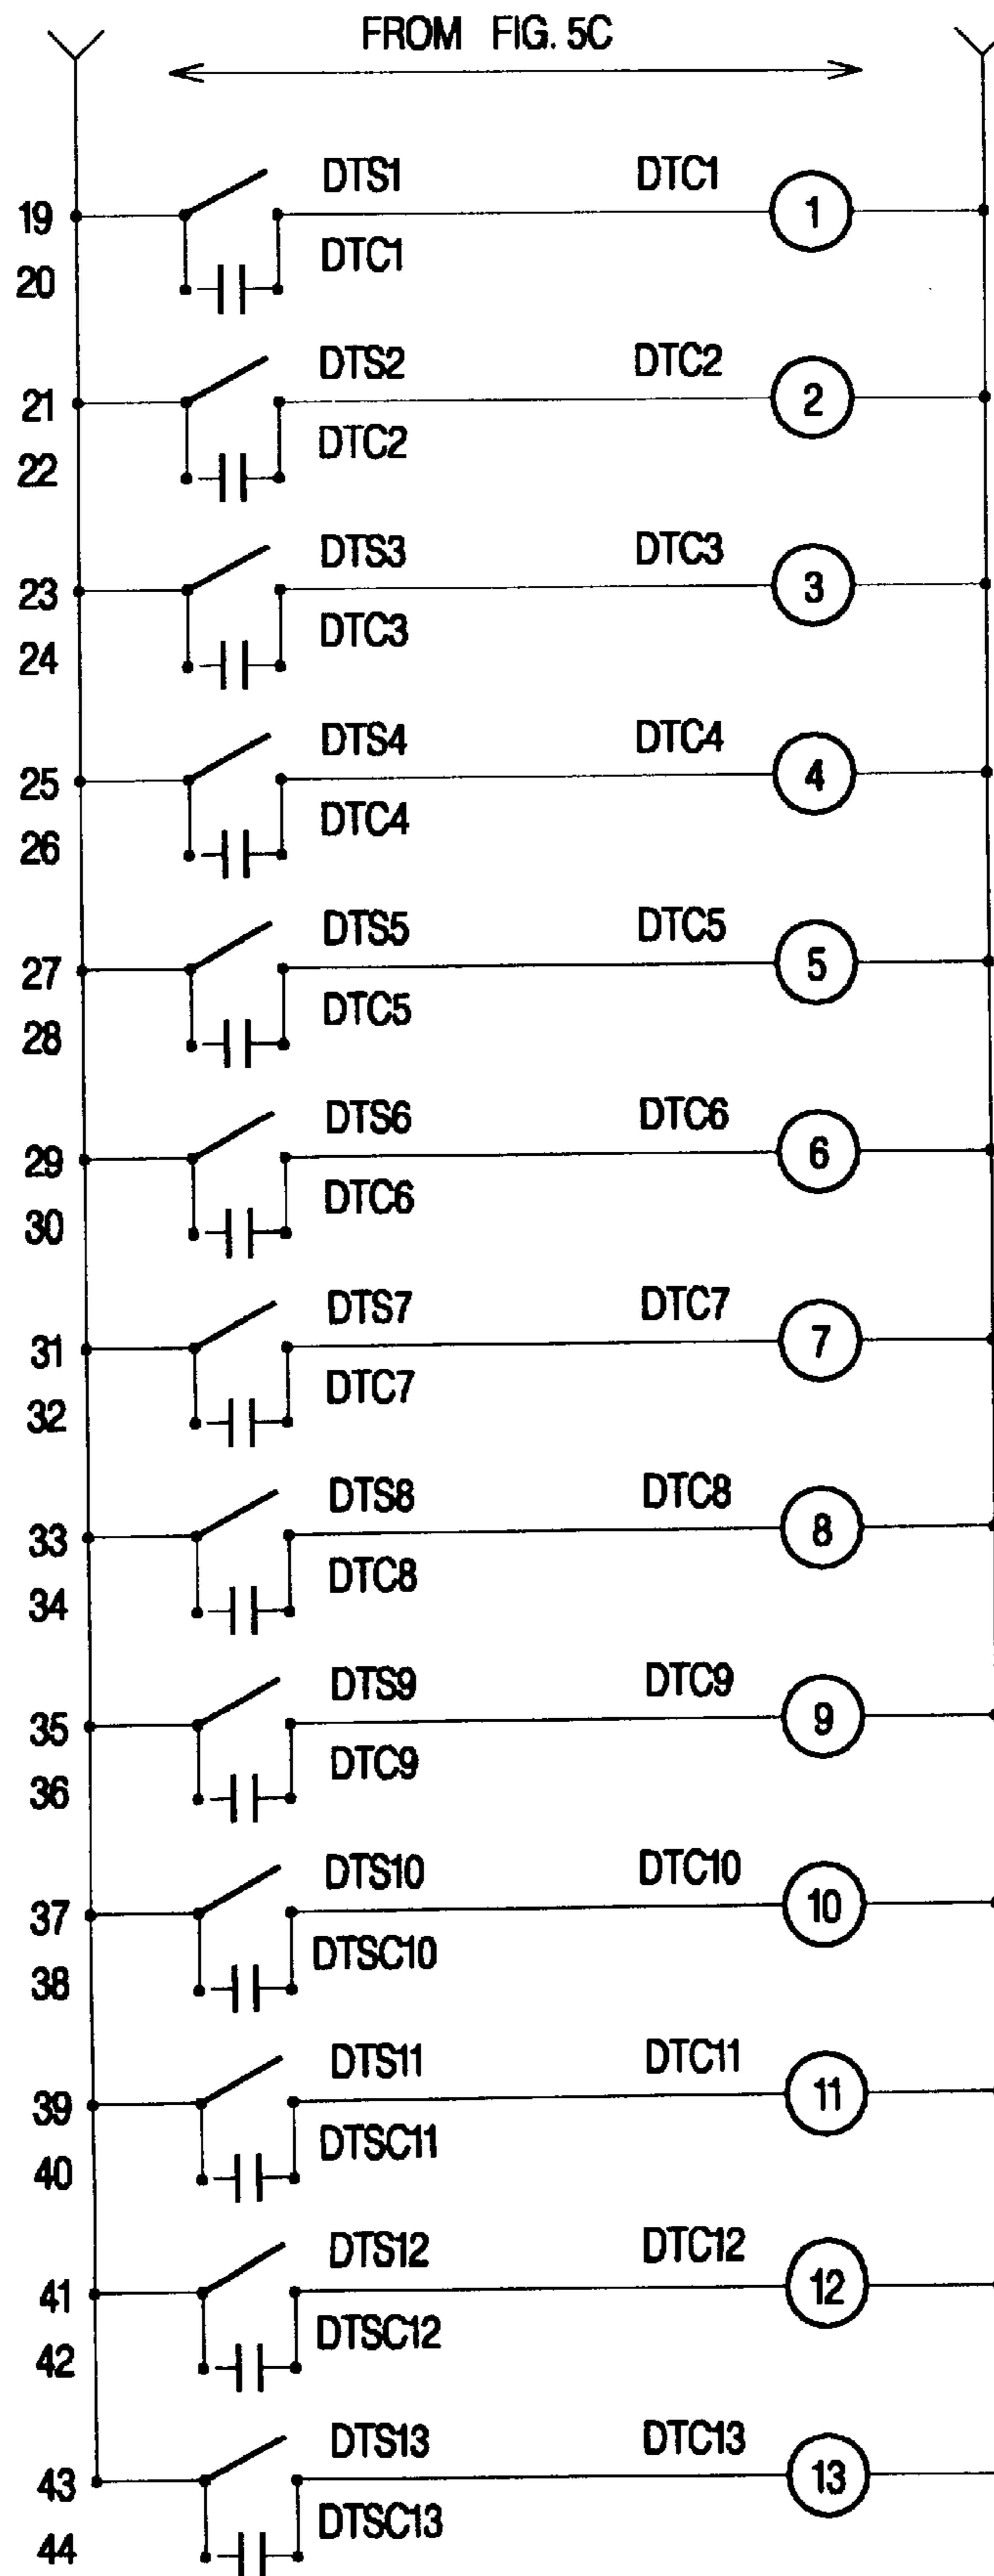 FROM FIG. 5C
19 DTS1 DTC1 1
20 DTC1
21 DTS2 DTC2 2
22 DTC2
23 DTS3 DTC3 3
24 DTC3
25 DTS4 DTC4 4
26 DTC4
27 DTS5 DTC5 5
28 DTC5
29 DTS6 DTC6 6
30 DTC6
31 DTS7 DTC7 7
32 DTC7
33 DTS8 DTC8 8
34 DTC8
35 DTS9 DTC9 9
36 DTC9
37 DTS10 DTC10 10
38 DTSC10
39 DTS11 DTC11 11
40 DTSC11
41 DTS12 DTC12 12
42 DTSC12
43 DTS13 DTC13 13
44 DTSC13